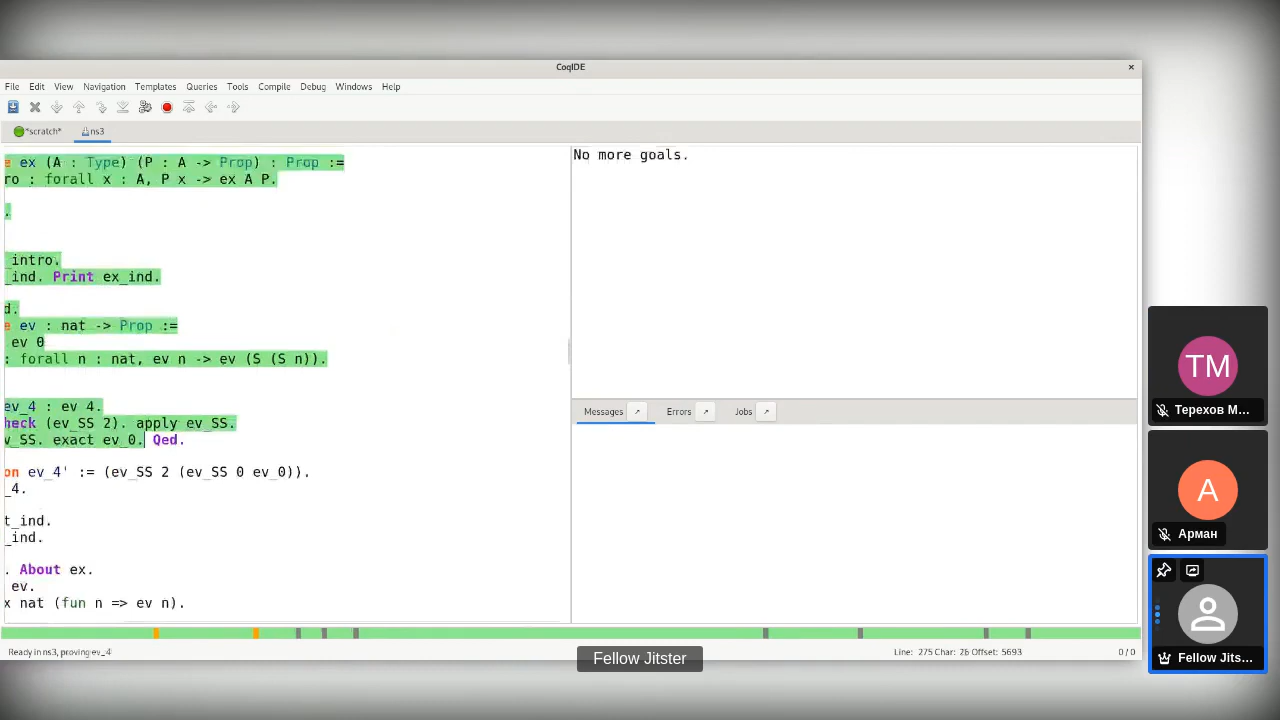 CoqIDE
×
File Edit View Navigation Templates Queries Tools Compile Debug Windows Help
*scratch* ns3
e ex (A : Type) (P : A -> Prop) : Prop :=
ro : forall x : A, P x -> ex A P.
.
_intro.
_ind. Print ex_ind.
d.
e ev : nat -> Prop :=
ev 0
: forall n : nat, ev n -> ev (S (S n)).
ev_4 : ev 4.
heck (ev_SS 2). apply ev_SS.
v_SS. exact ev_0. Qed.
on ev_4' := (ev_SS 2 (ev_SS 0 ev_0)).
_4.
t_ind.
_ind.
. About ex.
ev.
x nat (fun n => ev n).
No more goals.
Messages Errors Jobs
Ready in ns3, proving ev_4
Line: 275 Char: 26 Offset: 5693
0 / 0
Fellow Jitster
TM
Терехов М...
A
Арман
Fellow Jits...